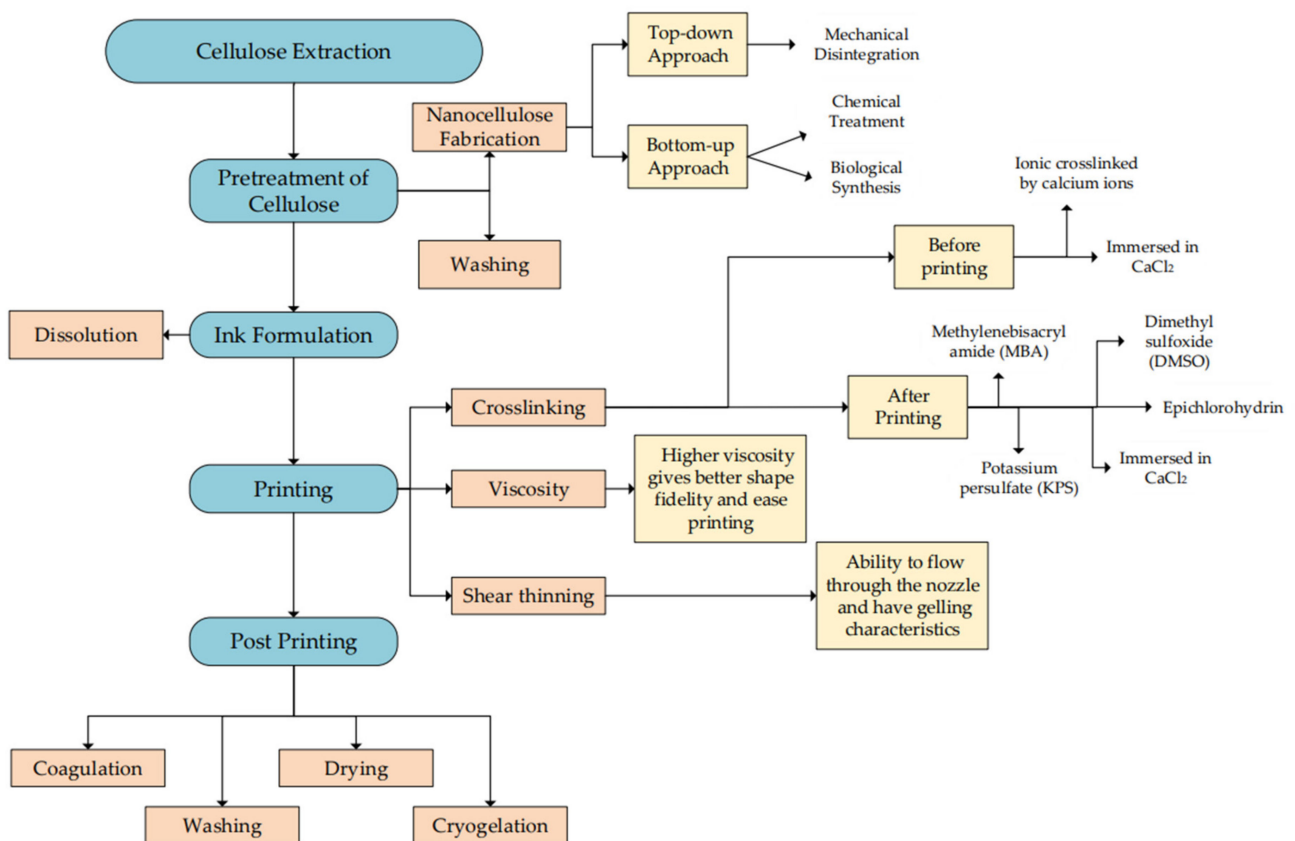 Cellulose Extraction
Top-down
Approach
Mechanical
Disintegration
Nanocellulose
Fabrication
Chemical
Treatment
Bottom-up
Approach
Biological
Synthesis
Pretreatment of
Cellulose
Washing
Ionic crosslinked
by calcium ions
Before
printing
Immersed in
CaCl₂
Dissolution
Ink Formulation
Methylenebisacryl
amide (MBA)
Dimethyl
sulfoxide
(DMSO)
Crosslinking
After
Printing
Epichlorohydrin
Potassium
persulfate (KPS)
Immersed in
CaCl₂
Printing
Viscosity
Higher viscosity
gives better shape
fidelity and ease
printing
Shear thinning
Ability to flow
through the nozzle
and have gelling
characteristics
Post Printing
Coagulation
Drying
Washing
Cryogelation